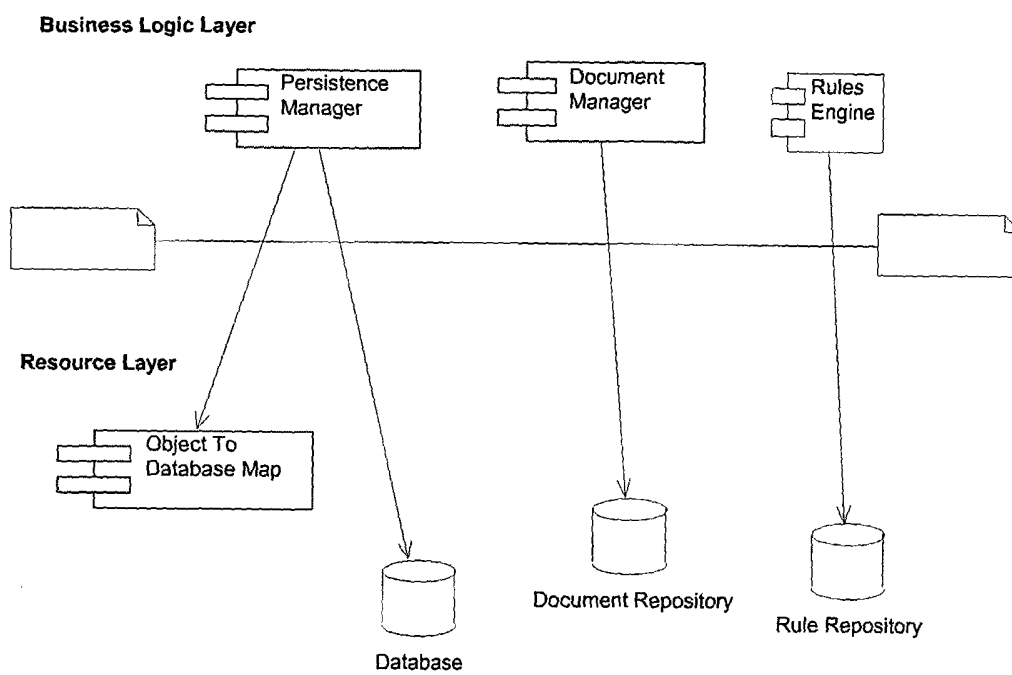 Business Logic Layer
Persistence
Manager
Document
Manager
Rules
Engine
Resource Layer
Object To
Database Map
Document Repository
Rule Repository
Database